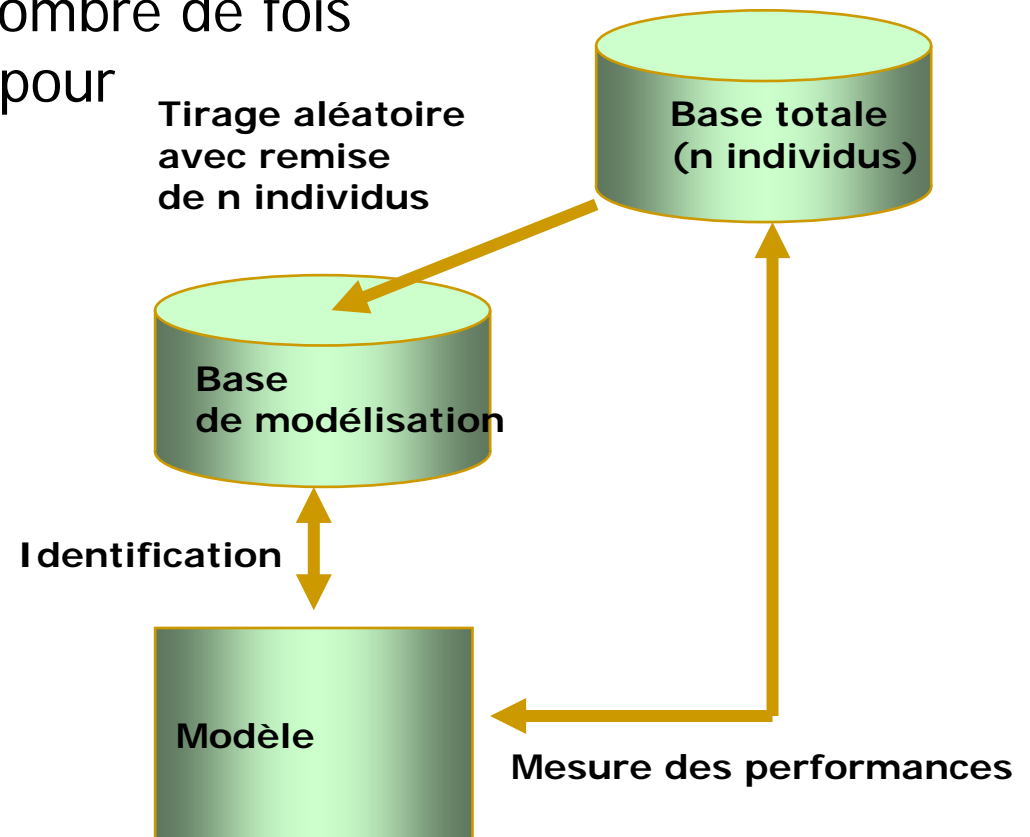 ombre de fois
pour
Tirage aléatoire
avec remise
de n individus
Base totale
(n individus)
Base
de modélisation
Identification
Modèle
Mesure des performances